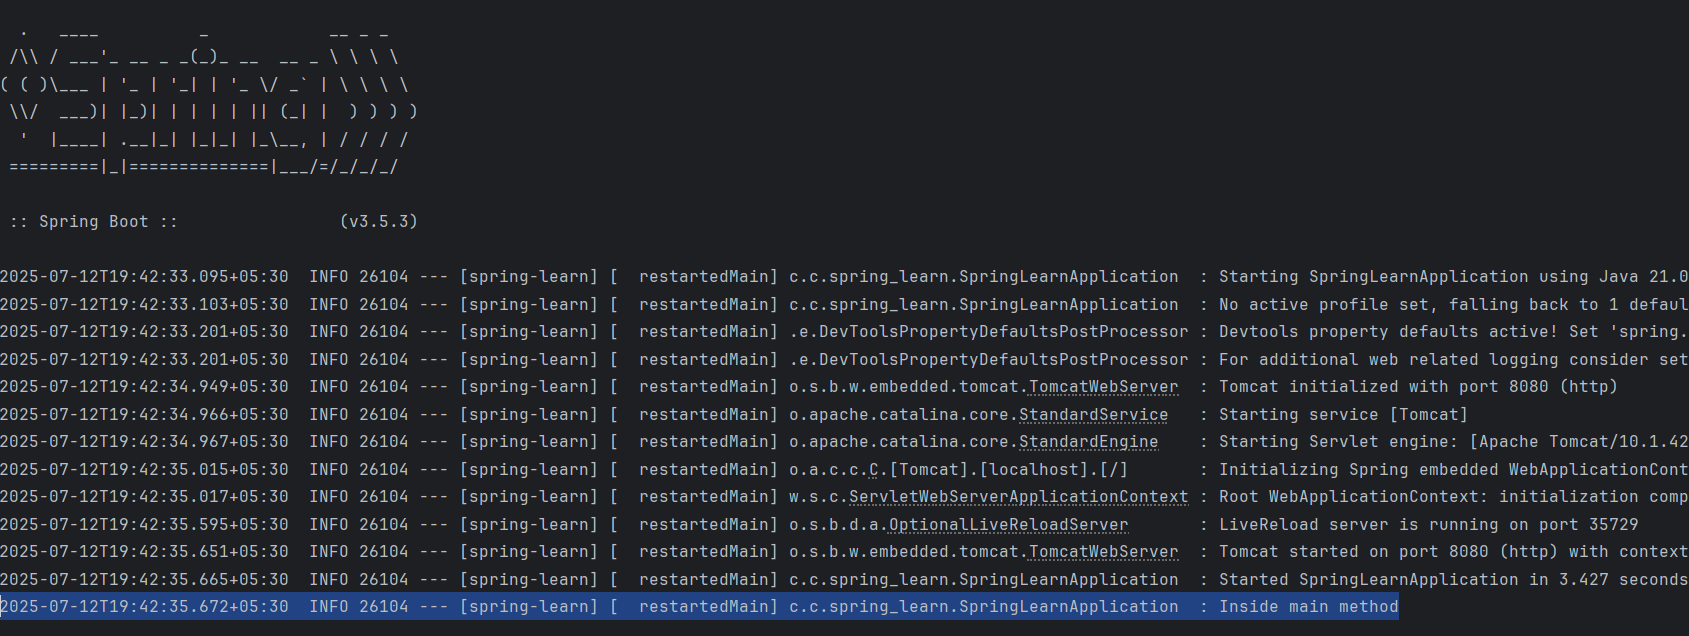 .   ____          _            __ _ _
 /\\ / ___'_ __ _ _(_)_ __  __ _ \ \ \ \
( ( )\___ | '_ | '_| | '_ \/ _` | \ \ \ \
 \\/  ___)| |_)| | | | | || (_| |  ) ) ) )
  '  |____| .__|_| |_|_| |_\__, | / / / /
 =========|_|==============|___/=/_/_/_/
 :: Spring Boot ::                (v3.5.3)
2025-07-12T19:42:33.095+05:30  INFO 26104 --- [spring-learn] [  restartedMain] c.c.spring_learn.SpringLearnApplication  : Starting SpringLearnApplication using Java 21.0
2025-07-12T19:42:33.103+05:30  INFO 26104 --- [spring-learn] [  restartedMain] c.c.spring_learn.SpringLearnApplication  : No active profile set, falling back to 1 defaul
2025-07-12T19:42:33.201+05:30  INFO 26104 --- [spring-learn] [  restartedMain] .e.DevToolsPropertyDefaultsPostProcessor : Devtools property defaults active! Set 'spring.
2025-07-12T19:42:33.201+05:30  INFO 26104 --- [spring-learn] [  restartedMain] .e.DevToolsPropertyDefaultsPostProcessor : For additional web related logging consider set
2025-07-12T19:42:34.949+05:30  INFO 26104 --- [spring-learn] [  restartedMain] o.s.b.w.embedded.tomcat.TomcatWebServer  : Tomcat initialized with port 8080 (http)
2025-07-12T19:42:34.966+05:30  INFO 26104 --- [spring-learn] [  restartedMain] o.apache.catalina.core.StandardService   : Starting service [Tomcat]
2025-07-12T19:42:34.967+05:30  INFO 26104 --- [spring-learn] [  restartedMain] o.apache.catalina.core.StandardEngine    : Starting Servlet engine: [Apache Tomcat/10.1.42
2025-07-12T19:42:35.015+05:30  INFO 26104 --- [spring-learn] [  restartedMain] o.a.c.c.C.[Tomcat].[localhost].[/]       : Initializing Spring embedded WebApplicationCont
2025-07-12T19:42:35.017+05:30  INFO 26104 --- [spring-learn] [  restartedMain] w.s.c.ServletWebServerApplicationContext : Root WebApplicationContext: initialization comp
2025-07-12T19:42:35.595+05:30  INFO 26104 --- [spring-learn] [  restartedMain] o.s.b.d.a.OptionalLiveReloadServer       : LiveReload server is running on port 35729
2025-07-12T19:42:35.651+05:30  INFO 26104 --- [spring-learn] [  restartedMain] o.s.b.w.embedded.tomcat.TomcatWebServer  : Tomcat started on port 8080 (http) with context
2025-07-12T19:42:35.665+05:30  INFO 26104 --- [spring-learn] [  restartedMain] c.c.spring_learn.SpringLearnApplication  : Started SpringLearnApplication in 3.427 seconds
2025-07-12T19:42:35.672+05:30  INFO 26104 --- [spring-learn] [  restartedMain] c.c.spring_learn.SpringLearnApplication  : Inside main method